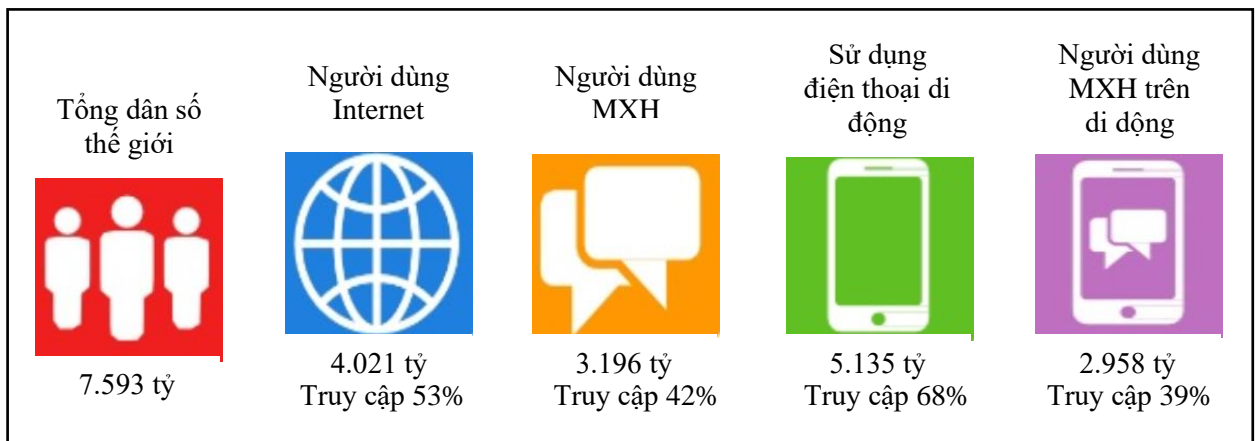 Tổng dân số
thế giới
7.593 tỷ
Người dùng
Internet
4.021 tỷ
Truy cập 53%
Người dùng
MXH
3.196 tỷ
Truy cập 42%
Sử dụng
điện thoại di
động
5.135 tỷ
Truy cập 68%
Người dùng
MXH trên
di dộng
2.958 tỷ
Truy cập 39%